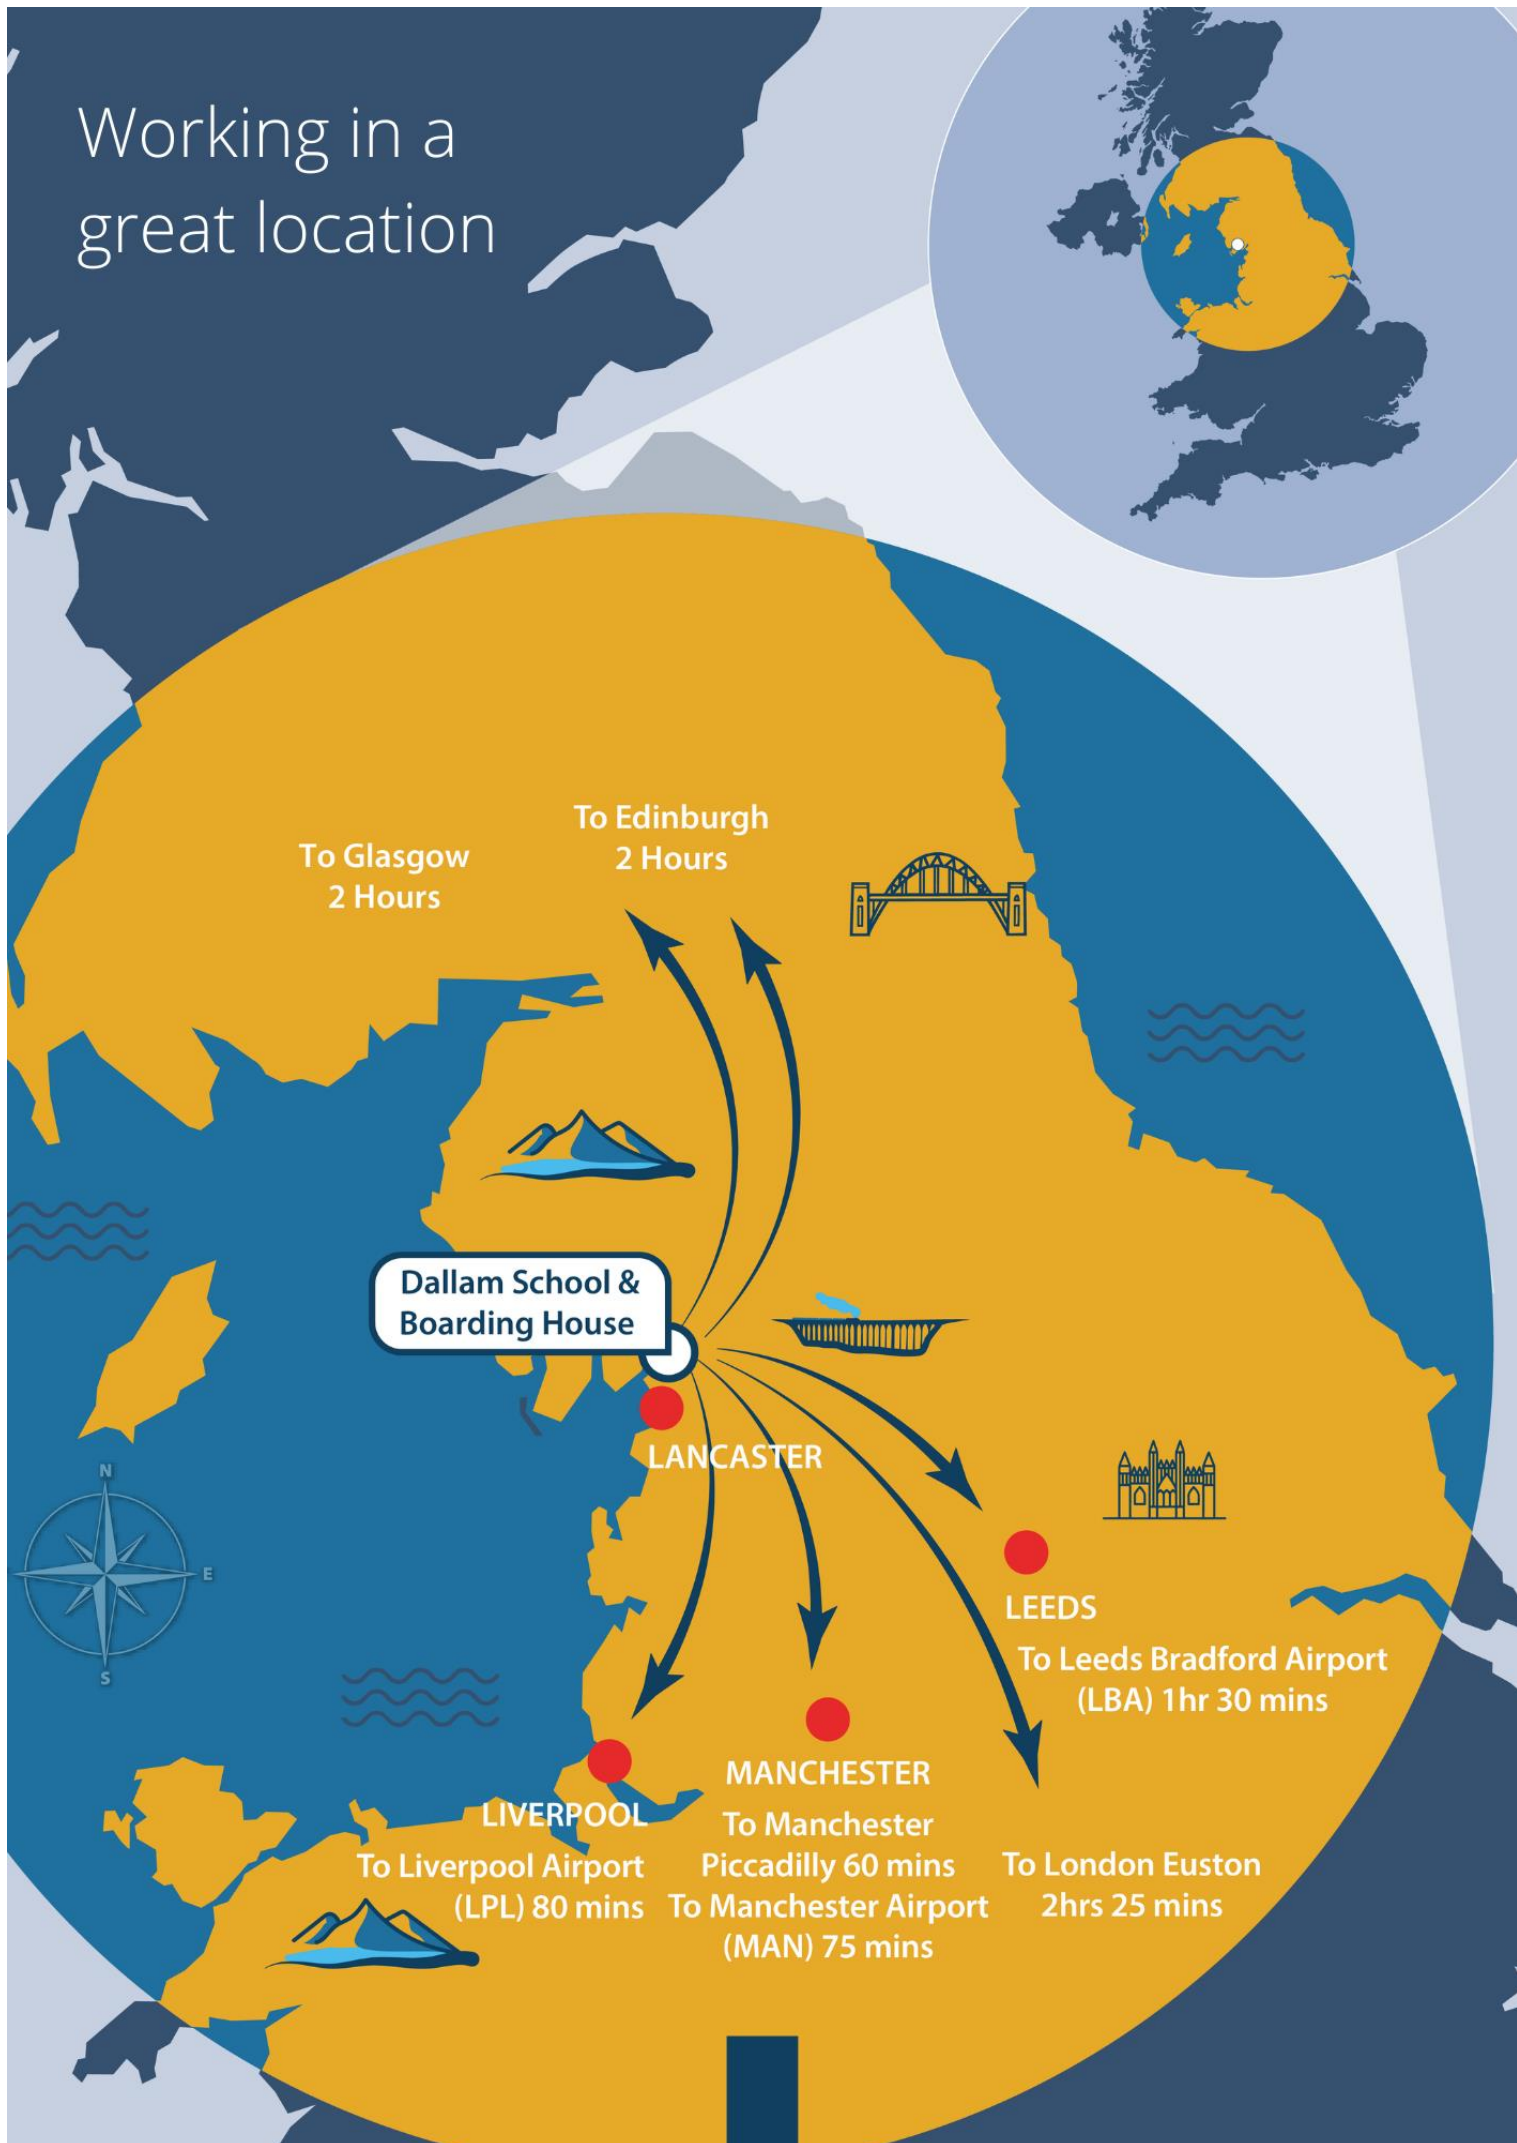 Working in a
great location
To Edinburgh
2 Hours
To Glasgow
2 Hours
Dallam School &
Boarding House
LANCASTER
N
E
S
LEEDS
To Leeds Bradford Airport
(LBA) 1hr 30 mins
MANCHESTER
To Manchester
Piccadilly 60 mins
To Manchester Airport
(MAN) 75 mins
LIVERPOOL
To Liverpool Airport
(LPL) 80 mins
To London Euston
2hrs 25 mins